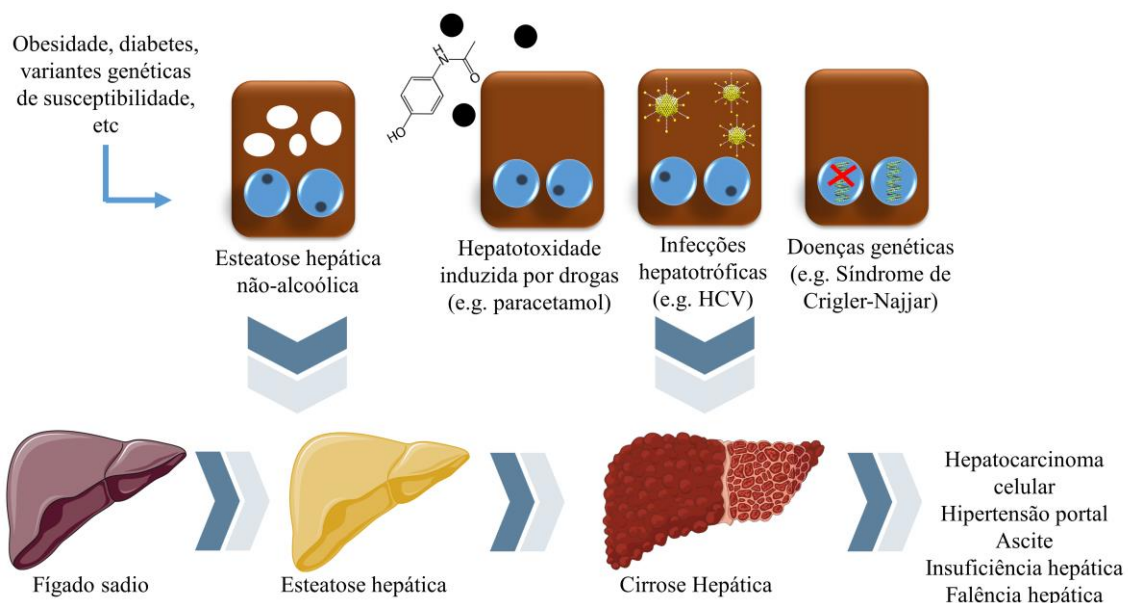 Obesidade, diabetes,
variantes genéticas
de susceptibilidade,
etc
H
N
O
HO
Esteatose hepática
não-alcoólica
Hepatotoxidade
induzida por drogas
(e.g. paracetamol)
Infecções
hepatotróficas
(e.g. HCV)
Doenças genéticas
(e.g. Síndrome de
Crigler-Najjar)
Fígado sadio
Esteatose hepática
Cirrose Hepática
Hepatocarcinoma
celular
Hipertensão portal
Ascite
Insuficiência hepática
Falência hepática